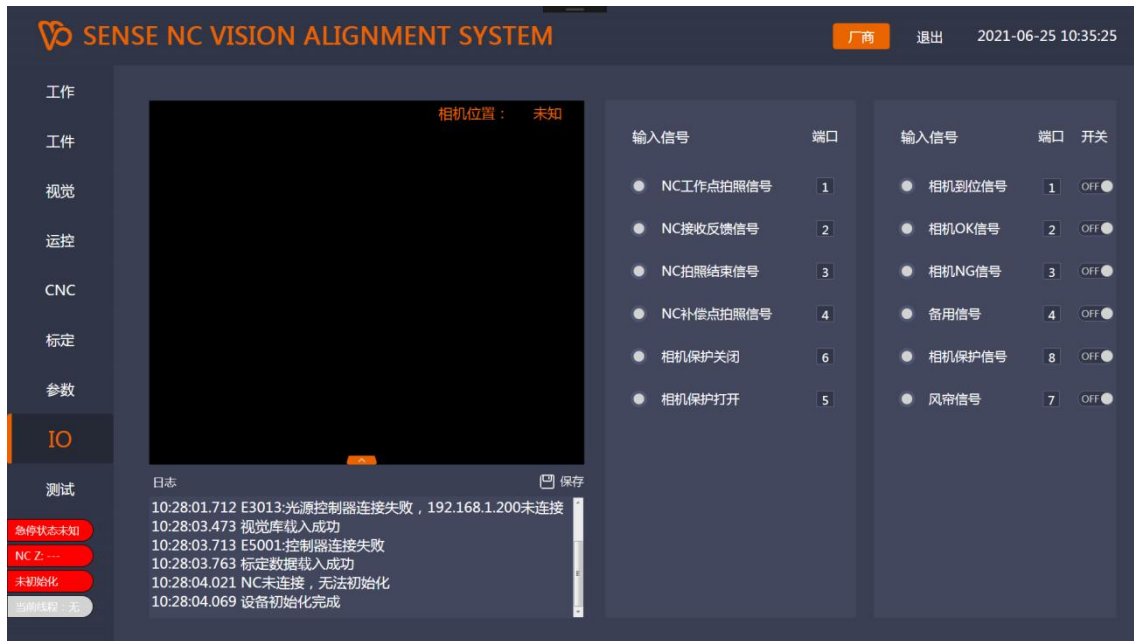 SENSE NC VISION ALIGNMENT SYSTEM
厂商 退出 2021-06-25 10:35:25
工作
工件
视觉
运控
CNC
标定
参数
IO
测试
急停状态未知
NC Z: ---
未初始化
当前线程：无
相机位置： 未知
日志 保存
10:28:01.712 E3013:光源控制器连接失败，192.168.1.200未连接
10:28:03.473 视觉库载入成功
10:28:03.713 E5001:控制器连接失败
10:28:03.763 标定数据载入成功
10:28:04.021 NC未连接，无法初始化
10:28:04.069 设备初始化完成
输入信号 端口
NC工作点拍照信号 1
NC接收反馈信号 2
NC拍照结束信号 3
NC补偿点拍照信号 4
相机保护关闭 6
相机保护打开 5
输入信号 端口 开关
相机到位信号 1 OFF
相机OK信号 2 OFF
相机NG信号 3 OFF
备用信号 4 OFF
相机保护信号 8 OFF
风帘信号 7 OFF